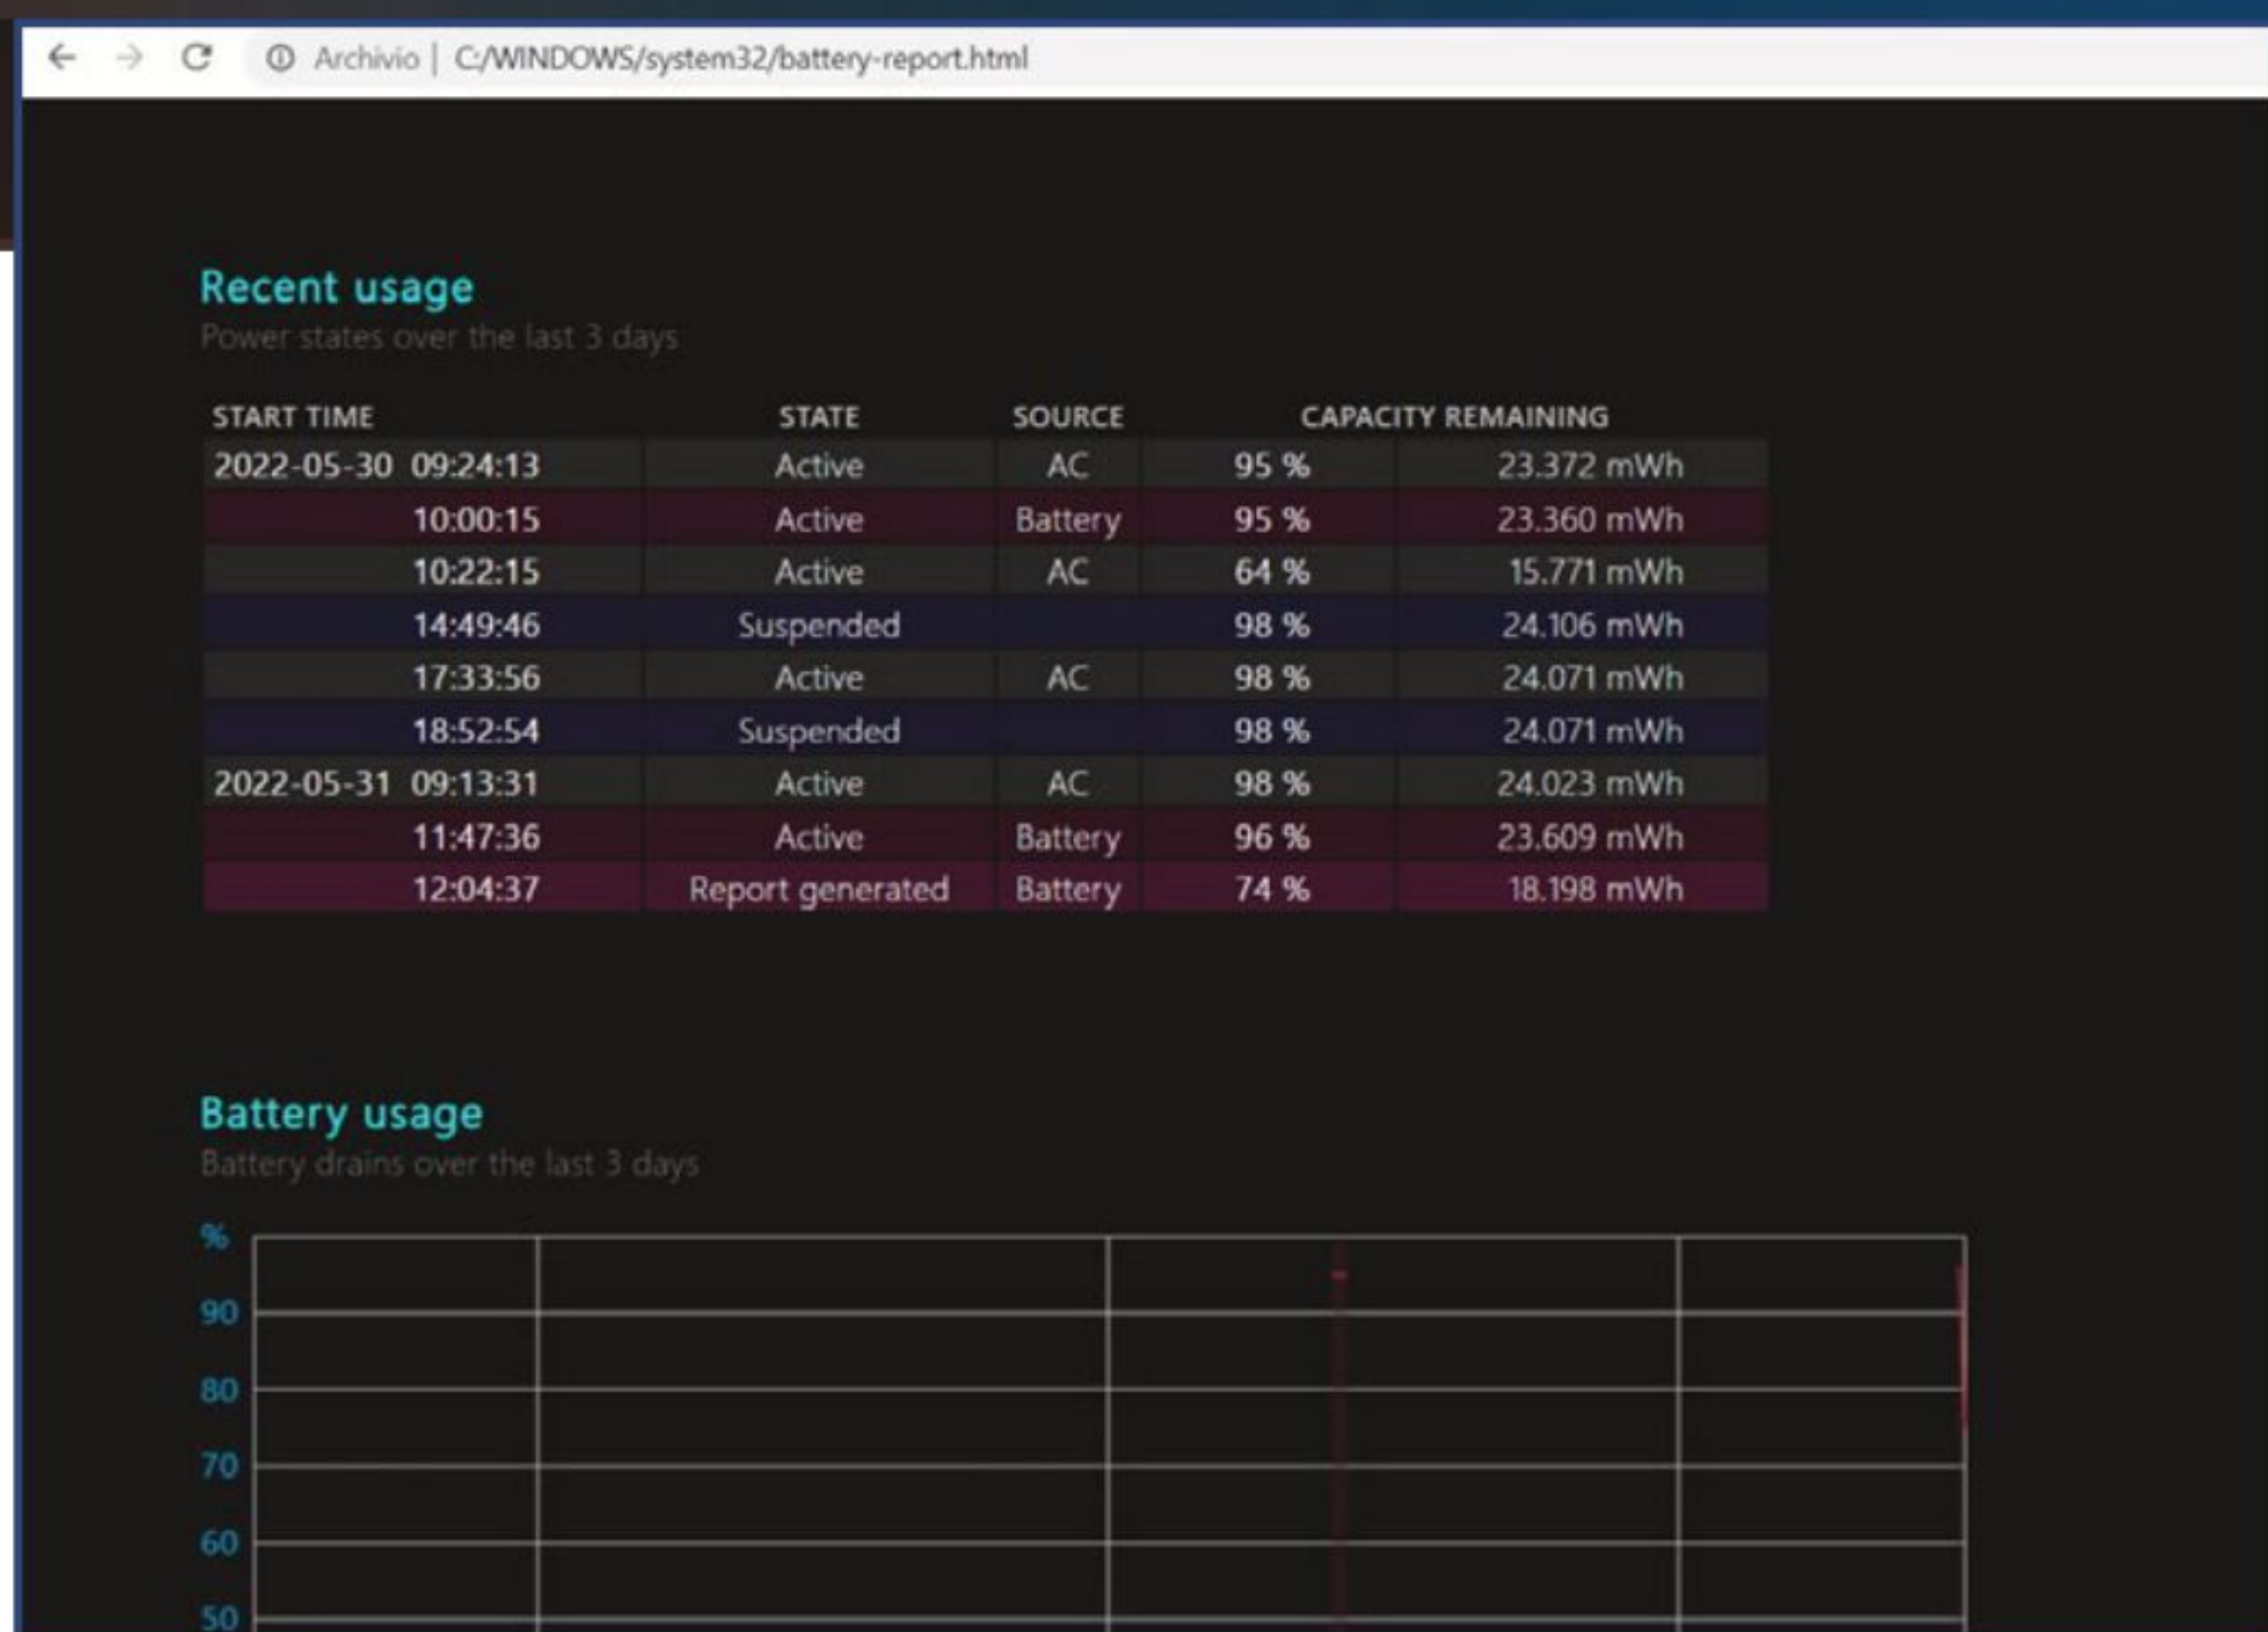 Archivio | C:/WINDOWS/system32/battery-report.html
Recent usage
Power states over the last 3 days
START TIME STATE SOURCE CAPACITY REMAINING
2022-05-30 09:24:13 Active AC 95 % 23.372 mWh
10:00:15 Active Battery 95 % 23.360 mWh
10:22:15 Active AC 64 % 15.771 mWh
14:49:46 Suspended 98 % 24.106 mWh
17:33:56 Active AC 98 % 24.071 mWh
18:52:54 Suspended 98 % 24.071 mWh
2022-05-31 09:13:31 Active AC 98 % 24.023 mWh
11:47:36 Active Battery 96 % 23.609 mWh
12:04:37 Report generated Battery 74 % 18.198 mWh
Battery usage
Battery drains over the last 3 days
%
90
80
70
60
50